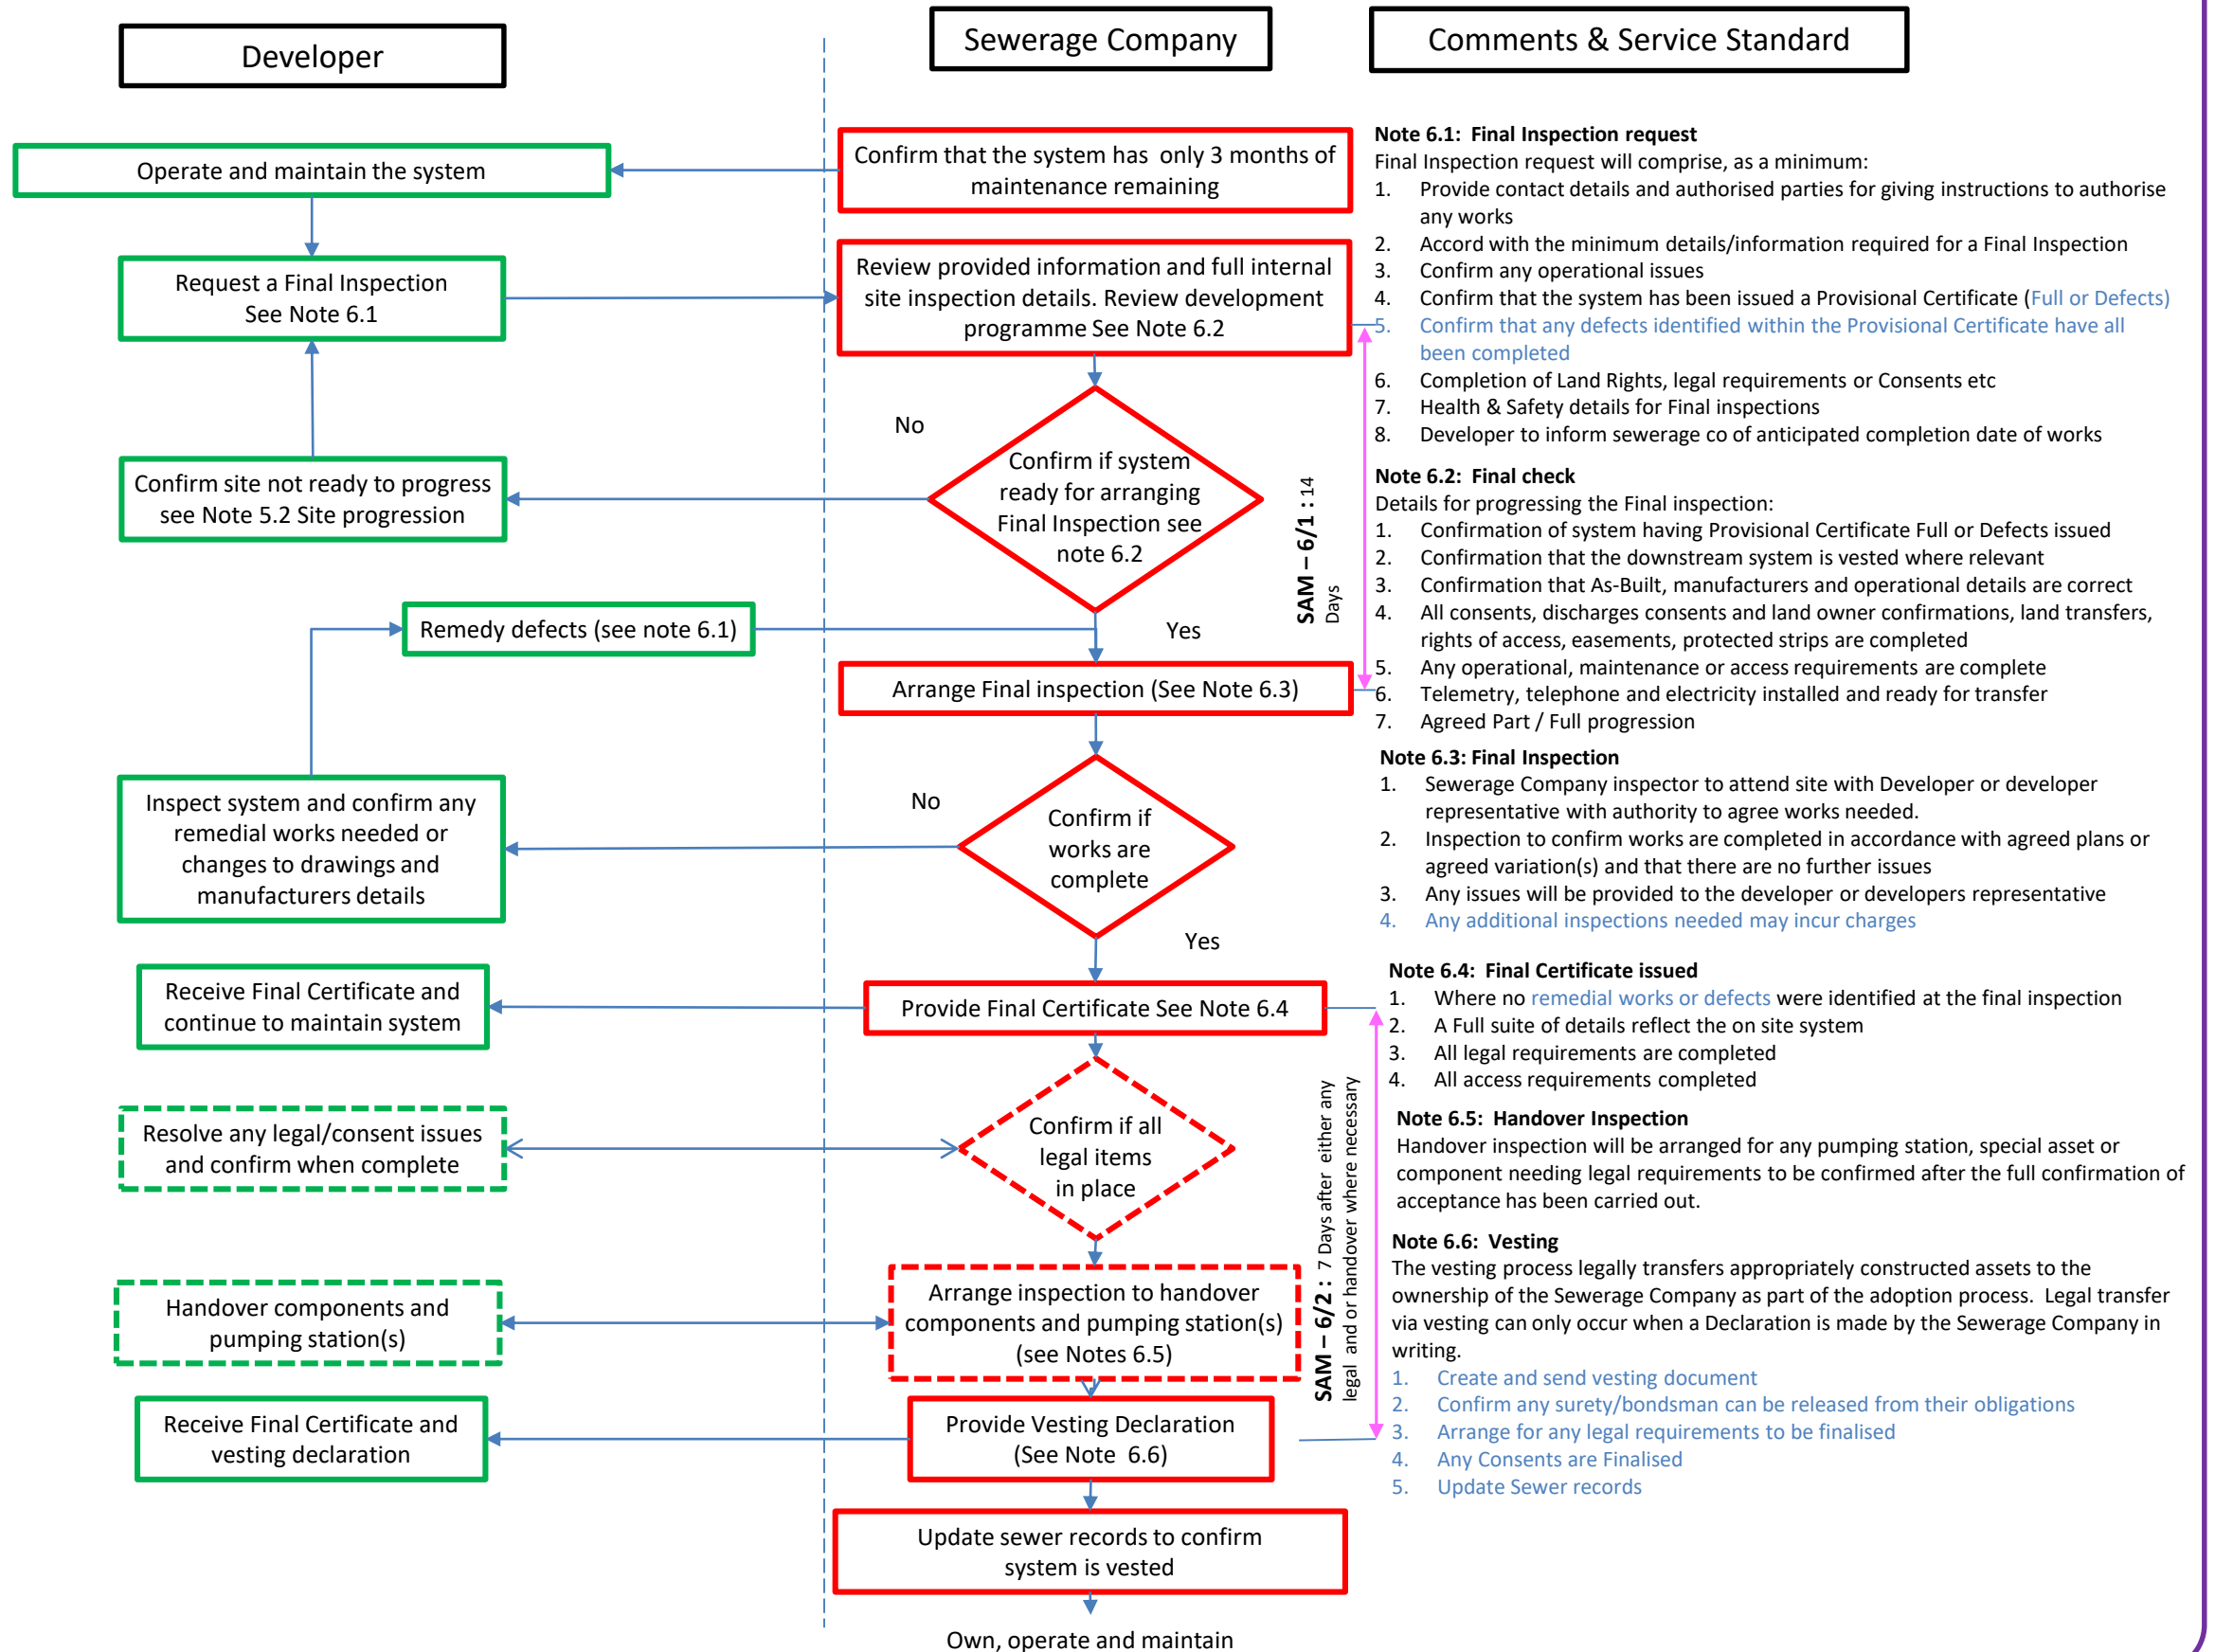 Developer
Sewerage Company
Comments & Service Standard
Operate and maintain the system
Confirm that the system has only 3 months of
maintenance remaining
Request a Final Inspection
See Note 6.1
Review provided information and full internal
site inspection details. Review development
programme See Note 6.2
No
Confirm if system
ready for arranging
Final Inspection see
note 6.2
Confirm site not ready to progress
see Note 5.2 Site progression
SAM – 6/1 : 14
Days
Remedy defects (see note 6.1)
Yes
Arrange Final inspection (See Note 6.3)
Inspect system and confirm any
remedial works needed or
changes to drawings and
manufacturers details
No
Confirm if
works are
complete
Yes
Receive Final Certificate and
continue to maintain system
Provide Final Certificate See Note 6.4
Resolve any legal/consent issues
and confirm when complete
Confirm if all
legal items
in place
SAM – 6/2 : 7 Days after either any
legal and or handover where necessary
Handover components and
pumping station(s)
Arrange inspection to handover
components and pumping station(s)
(see Notes 6.5)
Receive Final Certificate and
vesting declaration
Provide Vesting Declaration
(See Note 6.6)
Update sewer records to confirm
system is vested
Own, operate and maintain
Note 6.1: Final Inspection request
Final Inspection request will comprise, as a minimum:
1. Provide contact details and authorised parties for giving instructions to authorise
any works
2. Accord with the minimum details/information required for a Final Inspection
3. Confirm any operational issues
4. Confirm that the system has been issued a Provisional Certificate (Full or Defects)
5. Confirm that any defects identified within the Provisional Certificate have all
been completed
6. Completion of Land Rights, legal requirements or Consents etc
7. Health & Safety details for Final inspections
8. Developer to inform sewerage co of anticipated completion date of works
Note 6.2: Final check
Details for progressing the Final inspection:
1. Confirmation of system having Provisional Certificate Full or Defects issued
2. Confirmation that the downstream system is vested where relevant
3. Confirmation that As-Built, manufacturers and operational details are correct
4. All consents, discharges consents and land owner confirmations, land transfers,
rights of access, easements, protected strips are completed
5. Any operational, maintenance or access requirements are complete
6. Telemetry, telephone and electricity installed and ready for transfer
7. Agreed Part / Full progression
Note 6.3: Final Inspection
1. Sewerage Company inspector to attend site with Developer or developer
representative with authority to agree works needed.
2. Inspection to confirm works are completed in accordance with agreed plans or
agreed variation(s) and that there are no further issues
3. Any issues will be provided to the developer or developers representative
4. Any additional inspections needed may incur charges
Note 6.4: Final Certificate issued
1. Where no remedial works or defects were identified at the final inspection
2. A Full suite of details reflect the on site system
3. All legal requirements are completed
4. All access requirements completed
Note 6.5: Handover Inspection
Handover inspection will be arranged for any pumping station, special asset or
component needing legal requirements to be confirmed after the full confirmation of
acceptance has been carried out.
Note 6.6: Vesting
The vesting process legally transfers appropriately constructed assets to the
ownership of the Sewerage Company as part of the adoption process. Legal transfer
via vesting can only occur when a Declaration is made by the Sewerage Company in
writing.
1. Create and send vesting document
2. Confirm any surety/bondsman can be released from their obligations
3. Arrange for any legal requirements to be finalised
4. Any Consents are Finalised
5. Update Sewer records